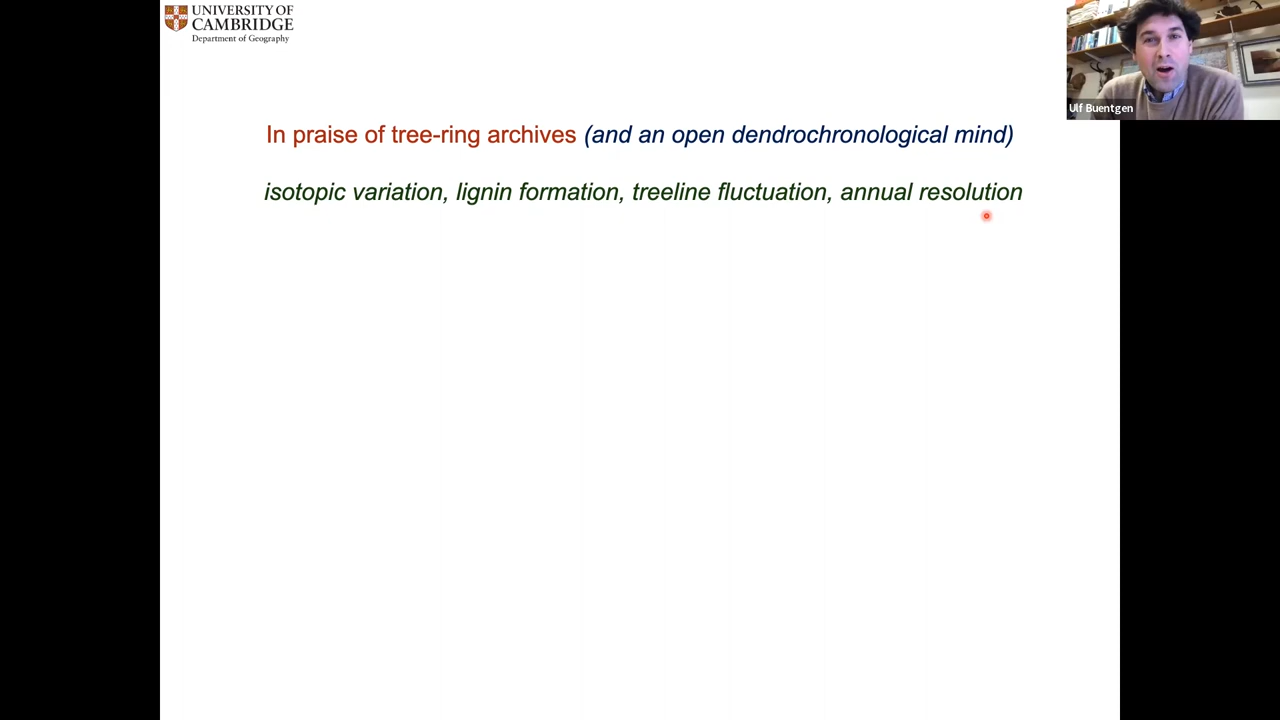 UNIVERSITY OF
CAMBRIDGE
Department of Geography
Ulf Buentgen
In praise of tree-ring archives (and an open dendrochronological mind)
isotopic variation, lignin formation, treeline fluctuation, annual resolution